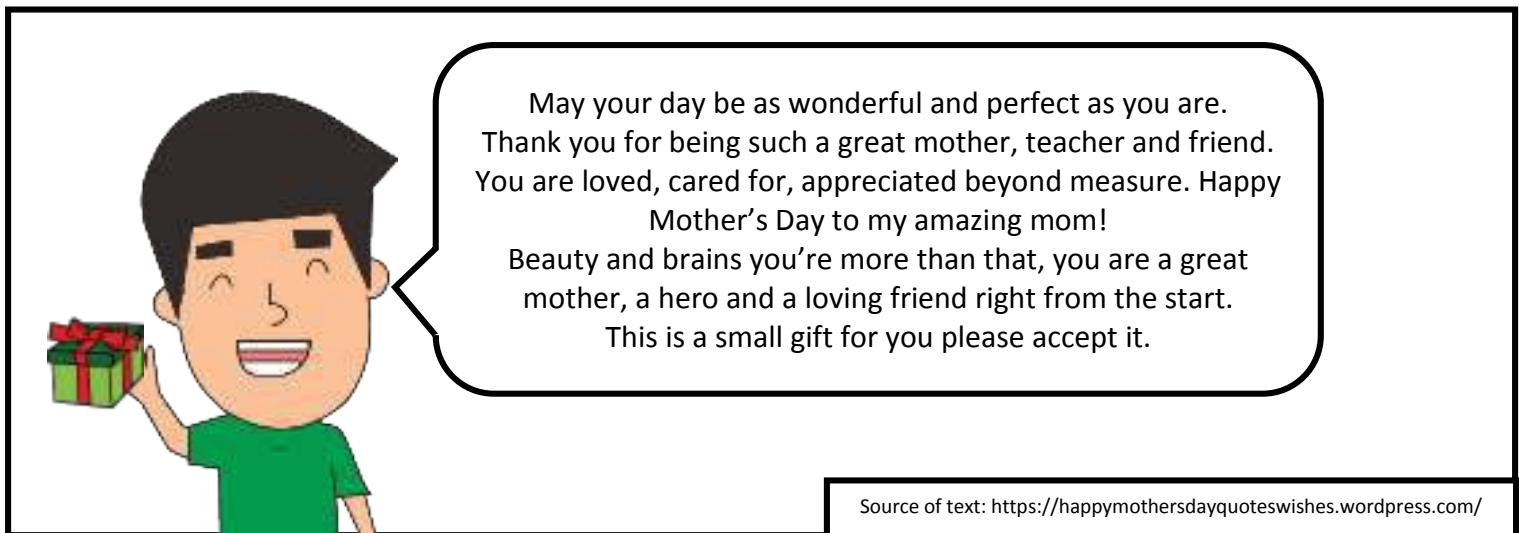 May your day be as wonderful and perfect as you are.
Thank you for being such a great mother, teacher and friend.
You are loved, cared for, appreciated beyond measure. Happy
Mother’s Day to my amazing mom!
Beauty and brains you’re more than that, you are a great
mother, a hero and a loving friend right from the start.
This is a small gift for you please accept it.
Source of text: https://happymothersdayquoteswishes.wordpress.com/